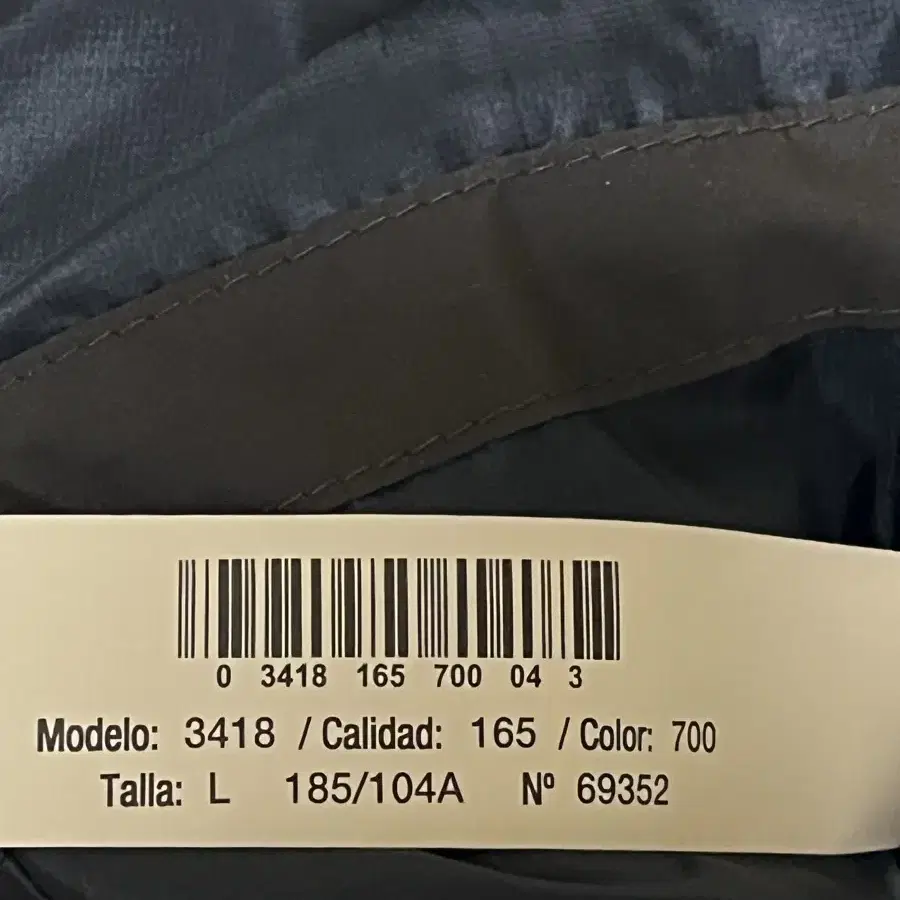 0 3418 165 700 04 3
Modelo: 3418 / Calidad: 165 / Color: 700
Talla: L 185/104A Nº 69352